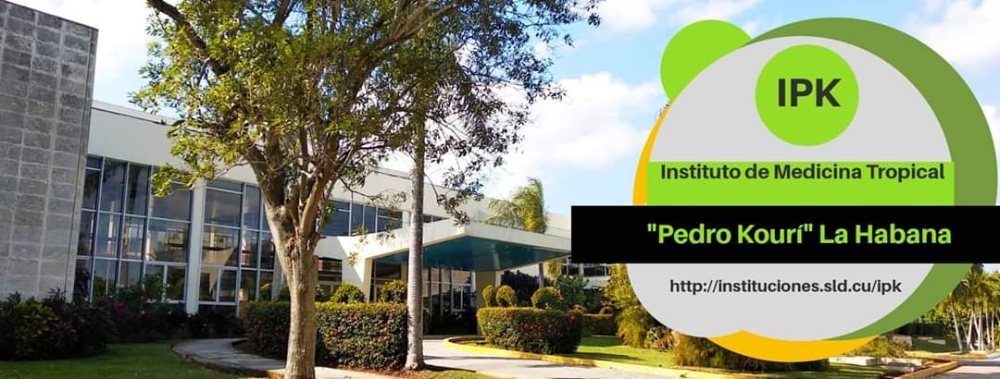 IPK
Instituto de Medicina Tropical
"Pedro Kourí" La Habana
http://instituciones.sld.cu/ipk